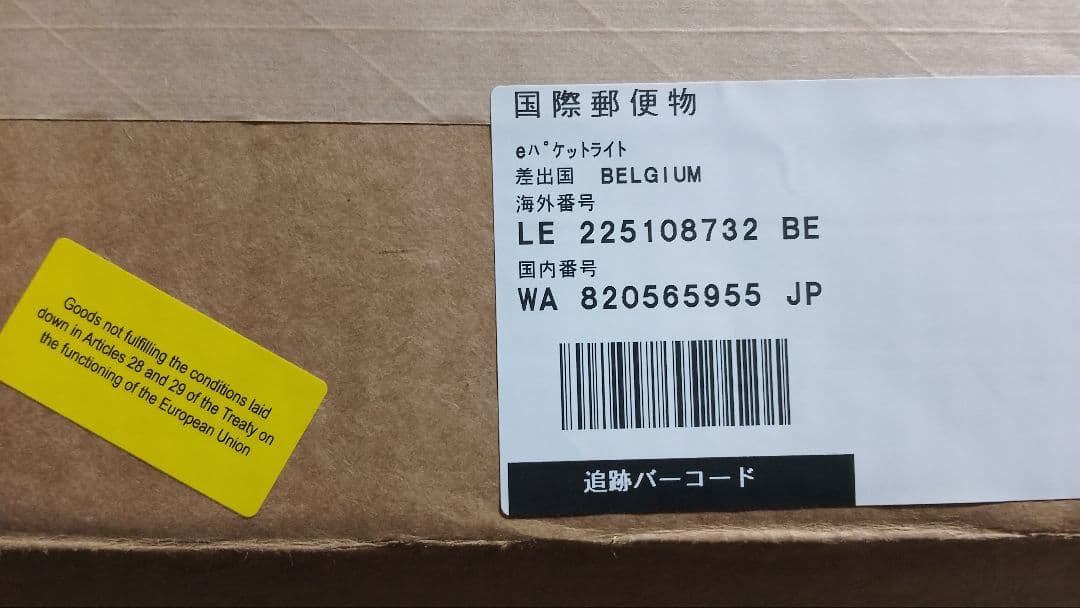 国際郵便物
eﾊﾟｹｯﾄﾗｲﾄ
差出国 BELGIUM
海外番号
LE 225108732 BE
国内番号
WA 820565955 JP
追跡バーコード
Goods not fulfilling the conditions laid
down in Articles 28 and 29 of the Treaty on
the functioning of the European Union